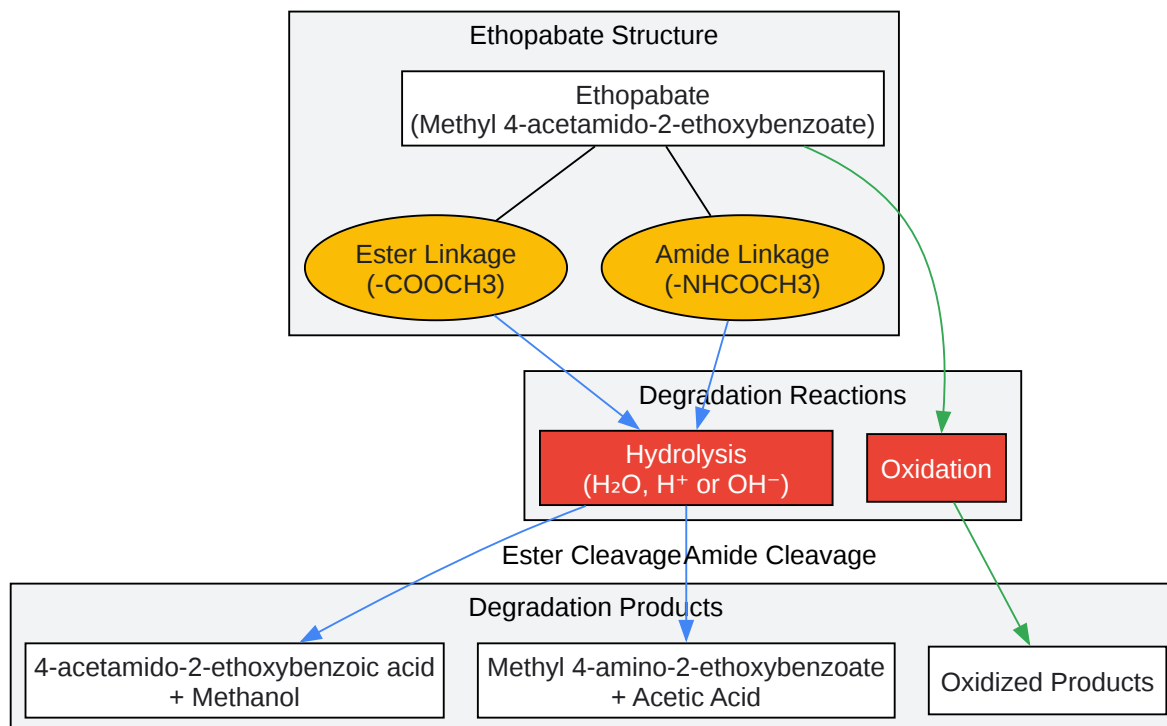 Ethopabate Structure
Ethopabate
(Methyl 4-acetamido-2-ethoxybenzoate)
Ester Linkage
(-COOCH3)
Amide Linkage
(-NHCOCH3)
Degradation Reactions
Hydrolysis
(H₂O, H⁺ or OH⁻)
Oxidation
Ester Cleavage
Amide Cleavage
Degradation Products
4-acetamido-2-ethoxybenzoic acid
+ Methanol
Methyl 4-amino-2-ethoxybenzoate
+ Acetic Acid
Oxidized Products